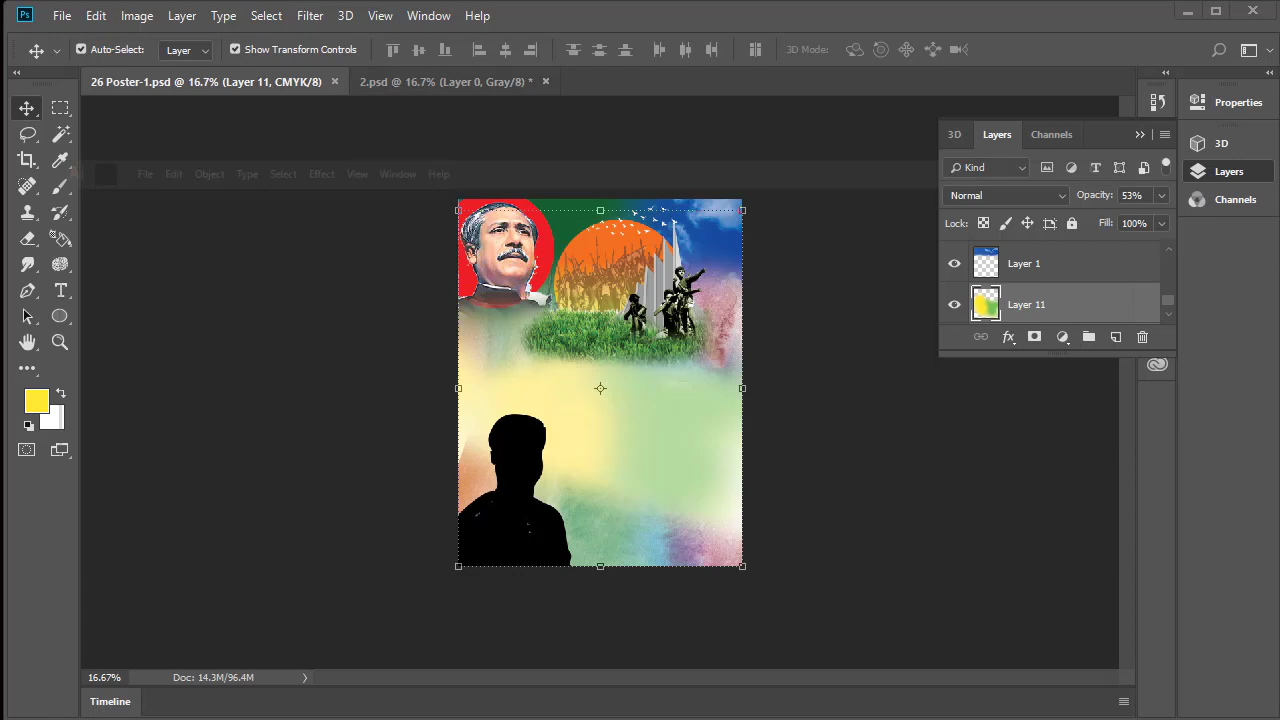 Ps File Edit Image Layer Type Select Filter 3D View Window Help
Auto-Select: Layer Show Transform Controls 3D Mode:
26 Poster-1.psd @ 16.7% (Layer 11, CMYK/8) × 2.psd @ 16.7% (Layer 0, Gray/8) * ×
Properties
3D Layers Channels
File Edit Object Type Select Effect View Window Help
Kind
Normal Opacity: 53%
Lock: Fill: 100%
Layer 1
Layer 11
3D
Layers
Channels
16.67% Doc: 14.3M/96.4M
Timeline